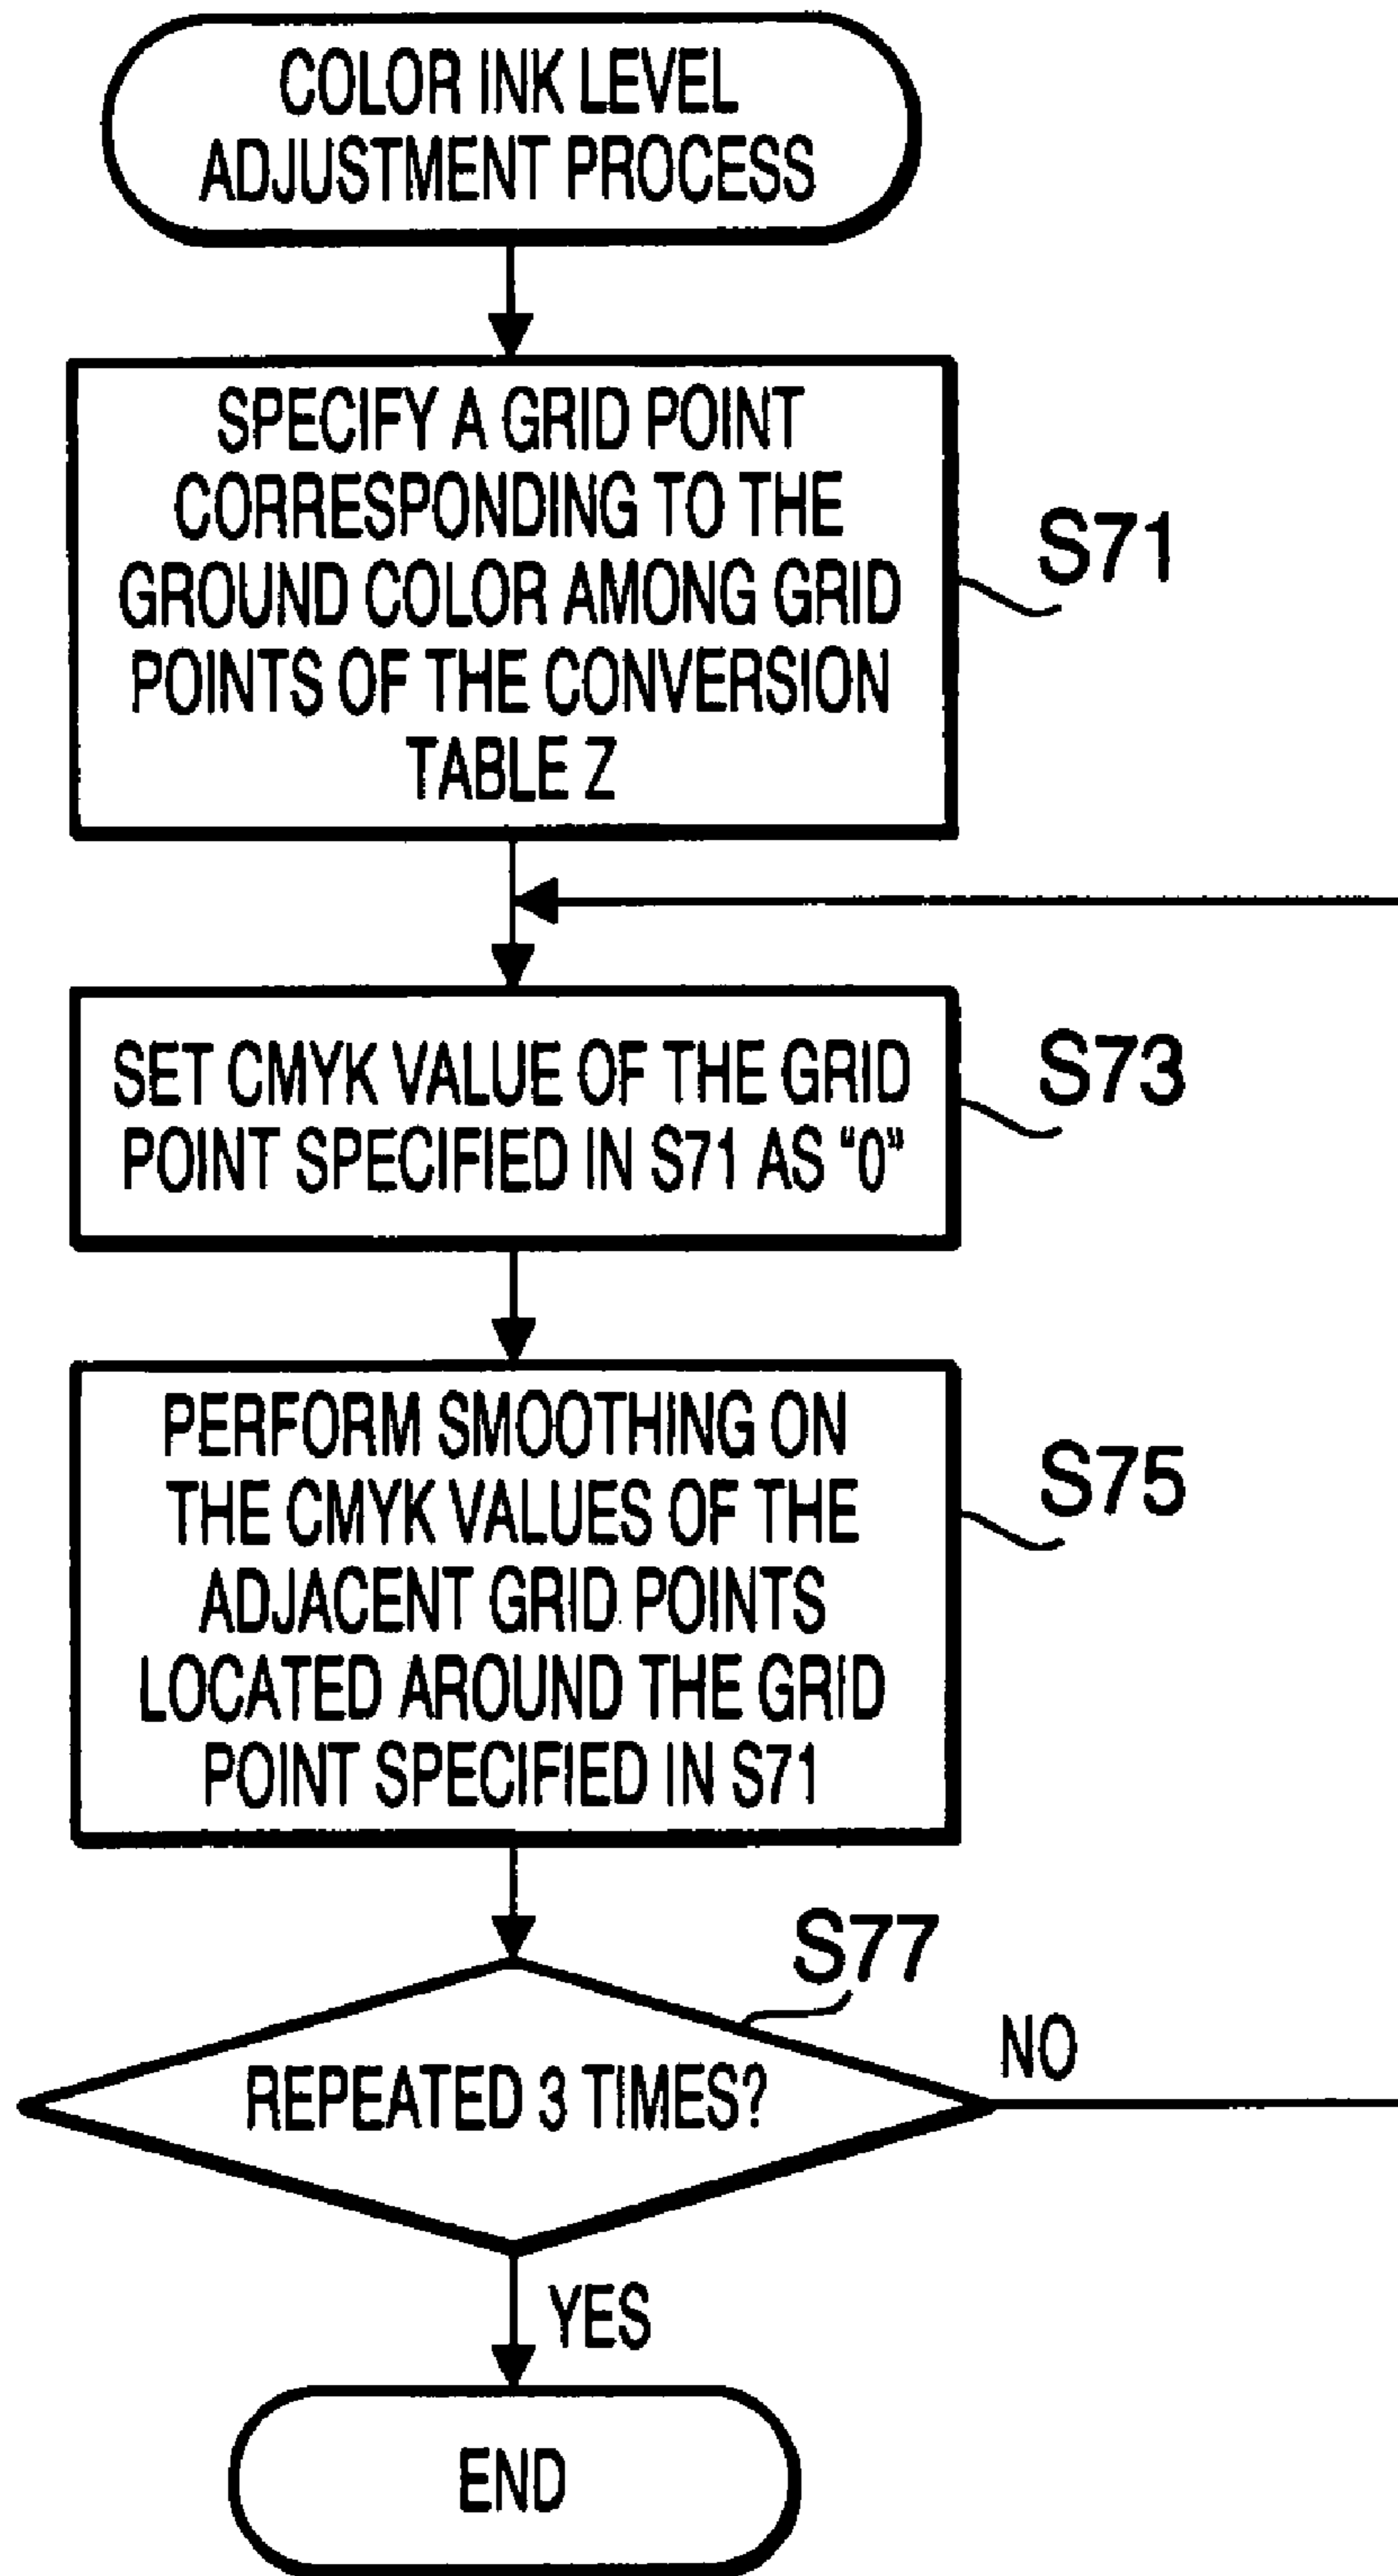 COLOR INK LEVEL
ADJUSTMENT PROCESS
SPECIFY A GRID POINT
CORRESPONDING TO THE
GROUND COLOR AMONG GRID
POINTS OF THE CONVERSION
TABLE Z
S71
SET CMYK VALUE OF THE GRID
POINT SPECIFIED IN S71 AS “0”
S73
PERFORM SMOOTHING ON
THE CMYK VALUES OF THE
ADJACENT GRID POINTS
LOCATED AROUND THE GRID
POINT SPECIFIED IN S71
S75
S77
REPEATED 3 TIMES?
NO
YES
END